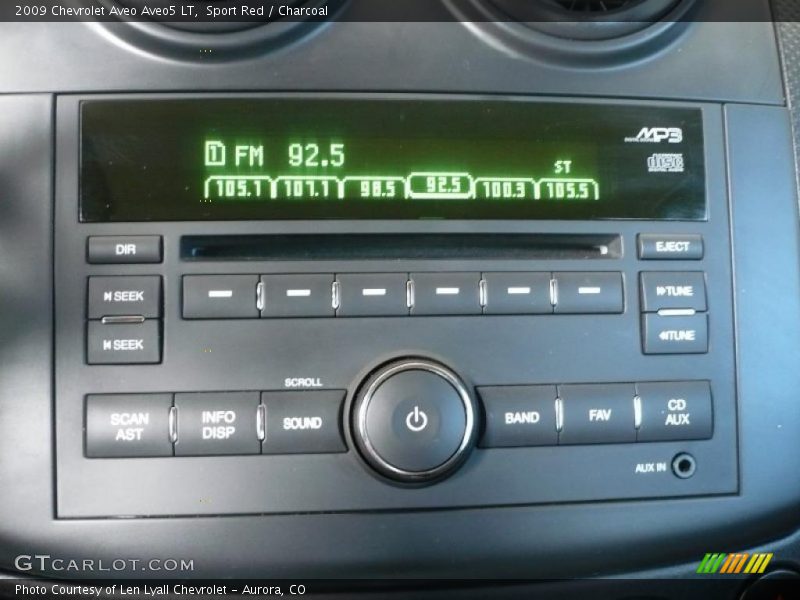 2009 Chevrolet Aveo Aveo5 LT,  Sport Red / Charcoal
1 FM 92.5
ST
105.1 107.1 98.5 92.5 100.3 105.5
MP3
disc
DIR
EJECT
SEEK
TUNE
SEEK
TUNE
SCROLL
SCAN AST
INFO DISP
SOUND
BAND
FAV
CD AUX
AUX IN
GTCARLOT.COM
Photo Courtesy of Len Lyall Chevrolet - Aurora, CO